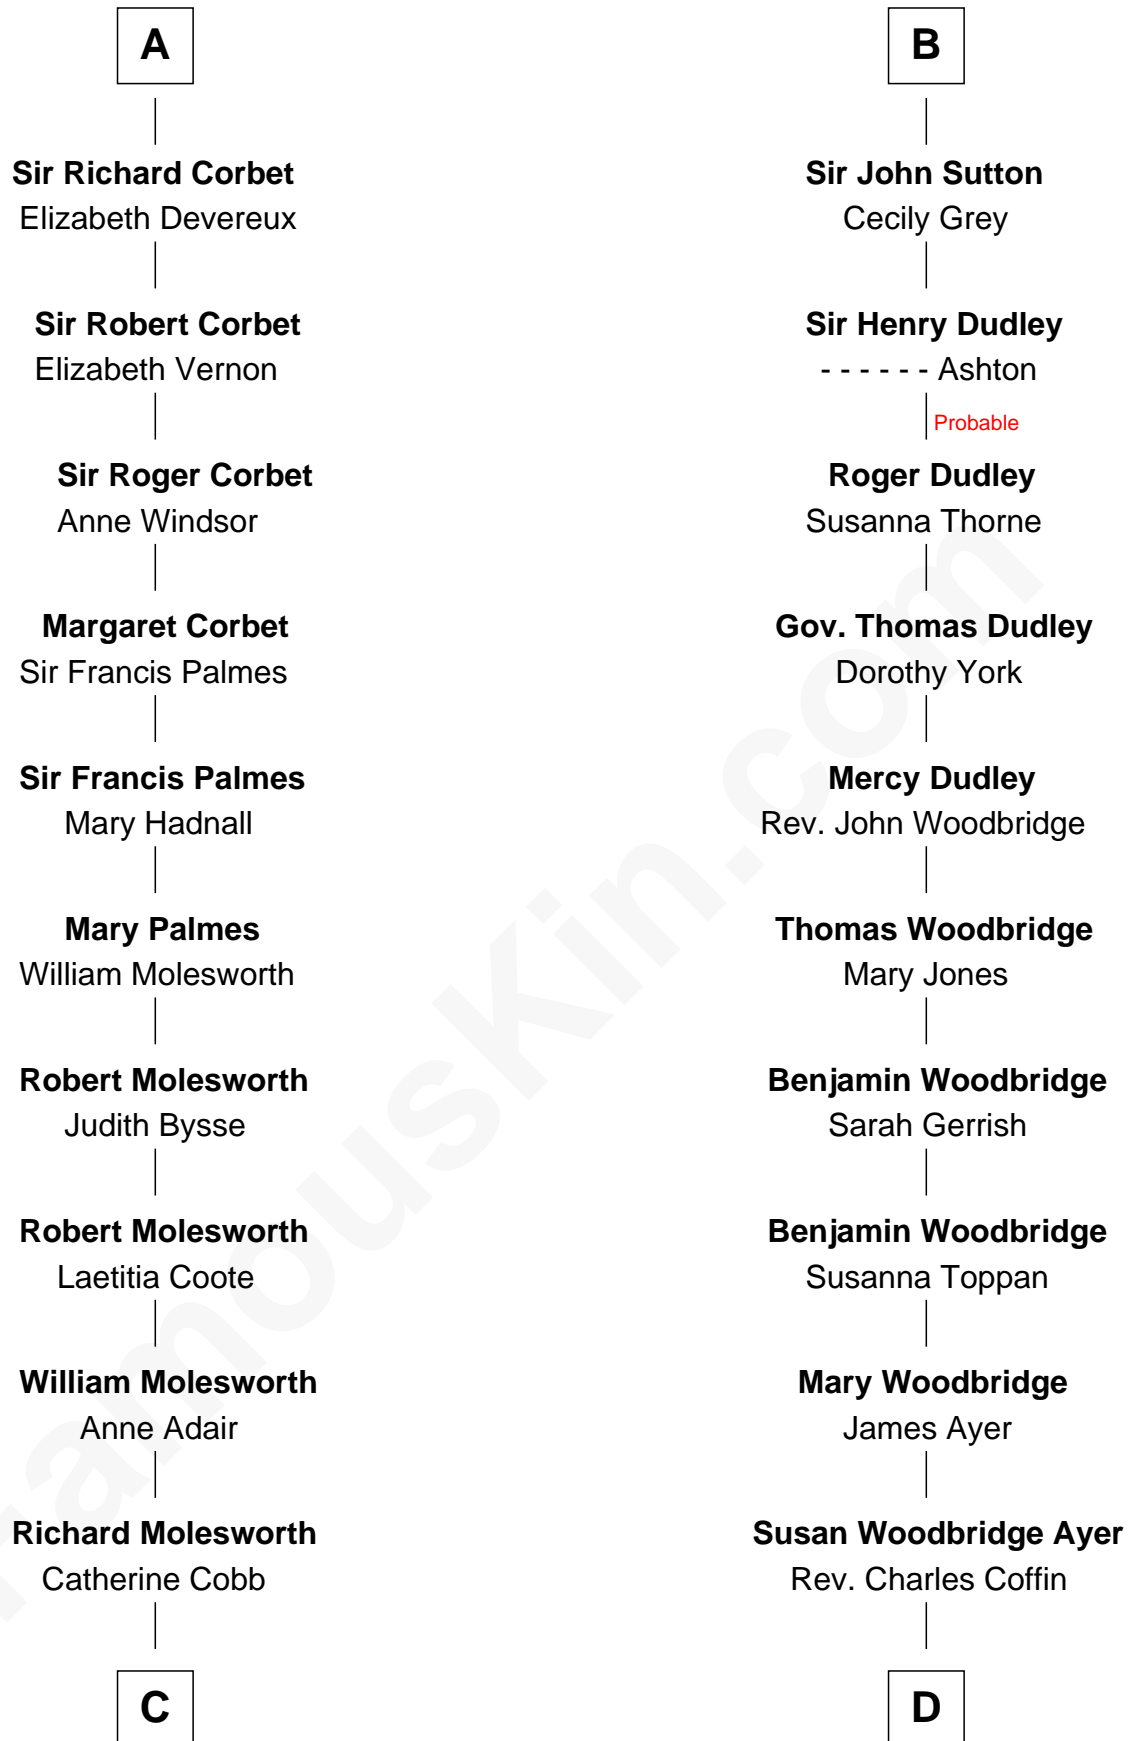 A
Sir Richard Corbet
Elizabeth Devereux
Sir Robert Corbet
Elizabeth Vernon
Sir Roger Corbet
Anne Windsor
Margaret Corbet
Sir Francis Palmes
Sir Francis Palmes
Mary Hadnall
Mary Palmes
William Molesworth
Robert Molesworth
Judith Bysse
Robert Molesworth
Laetitia Coote
William Molesworth
Anne Adair
Richard Molesworth
Catherine Cobb
C
B
Sir John Sutton
Cecily Grey
Sir Henry Dudley
- - - - - - Ashton
Probable
Roger Dudley
Susanna Thorne
Gov. Thomas Dudley
Dorothy York
Mercy Dudley
Rev. John Woodbridge
Thomas Woodbridge
Mary Jones
Benjamin Woodbridge
Sarah Gerrish
Benjamin Woodbridge
Susanna Toppan
Mary Woodbridge
James Ayer
Susan Woodbridge Ayer
Rev. Charles Coffin
D
FamousKin.com